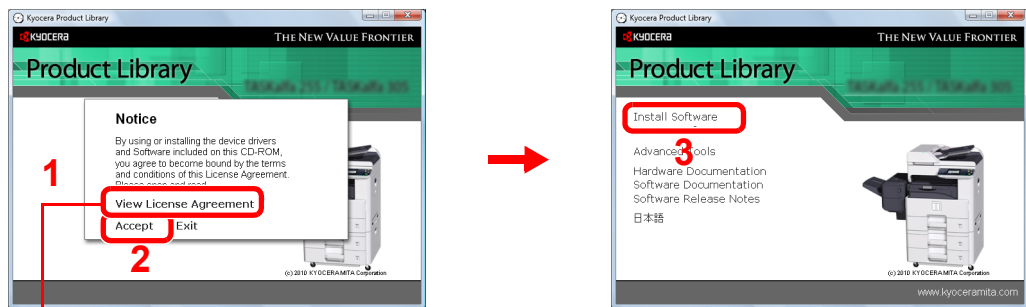 Kyocera Product Library
KYOCERA
THE NEW VALUE FRONTIER
Product Library
TASKalfa 255 / TASKalfa 305
Notice
By using or installing the device drivers
and Software included on this CD-ROM,
you agree to become bound by the terms
and conditions of this License Agreement.
Please open and read
1
View License Agreement
Accept
Exit
2
(c) 2010 KYOCERAMITA Corporation
Kyocera Product Library
KYOCERA
THE NEW VALUE FRONTIER
Product Library
TASKalfa 255 / TASKalfa 305
Install Software
3
Advanced Tools
Hardware Documentation
Software Documentation
Software Release Notes
日本語
(c) 2010 KYOCERAMITA Corporation
www.kyoceramita.com